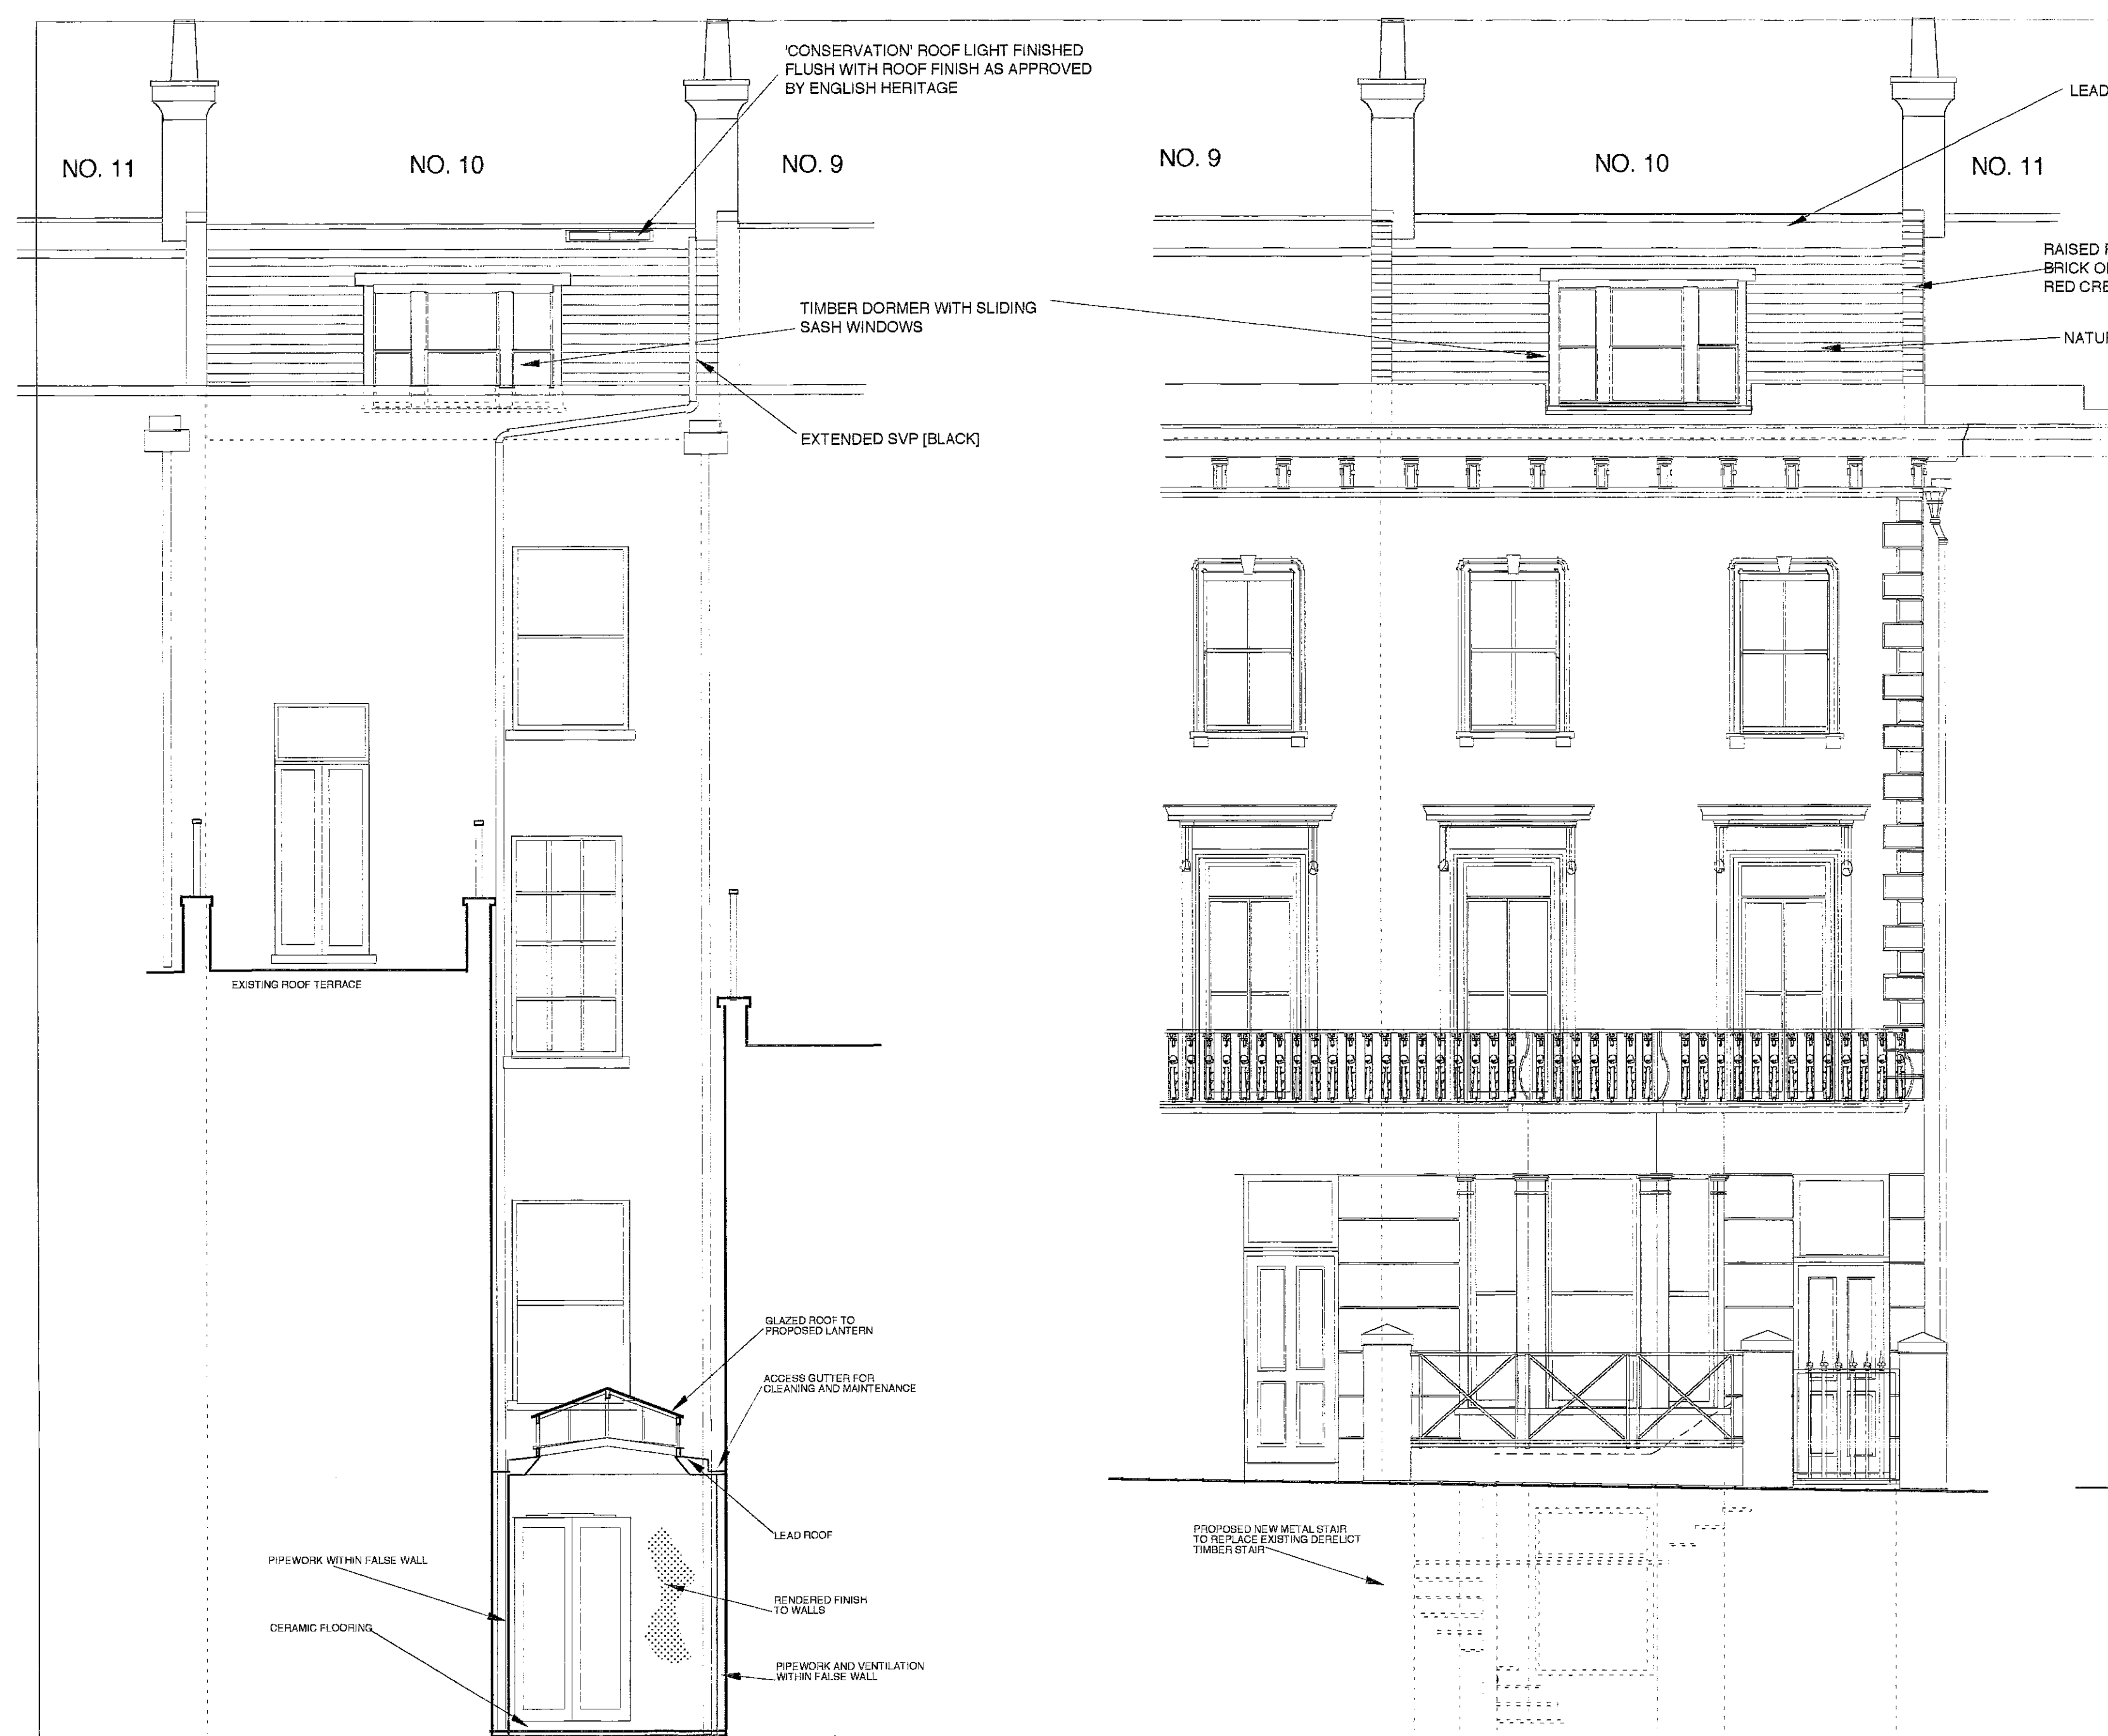 'CONSERVATION' ROOF LIGHT FINISHED
FLUSH WITH ROOF FINISH AS APPROVED
BY ENGLISH HERITAGE
NO. 11
NO. 10
NO. 9
TIMBER DORMER WITH SLIDING
SASH WINDOWS
EXTENDED SVP [BLACK]
EXISTING ROOF TERRACE
GLAZED ROOF TO
PROPOSED LANTERN
ACCESS GUTTER FOR
CLEANING AND MAINTENANCE
LEAD ROOF
PIPEWORK WITHIN FALSE WALL
RENDERED FINISH
TO WALLS
CERAMIC FLOORING
PIPEWORK AND VENTILATION
WITHIN FALSE WALL
NO. 9
NO. 10
NO. 11
LEAD
RAISED
BRICK
RED
PROPOSED NEW METAL STAIR
TO REPLACE EXISTING DERELICT
TIMBER STAIR